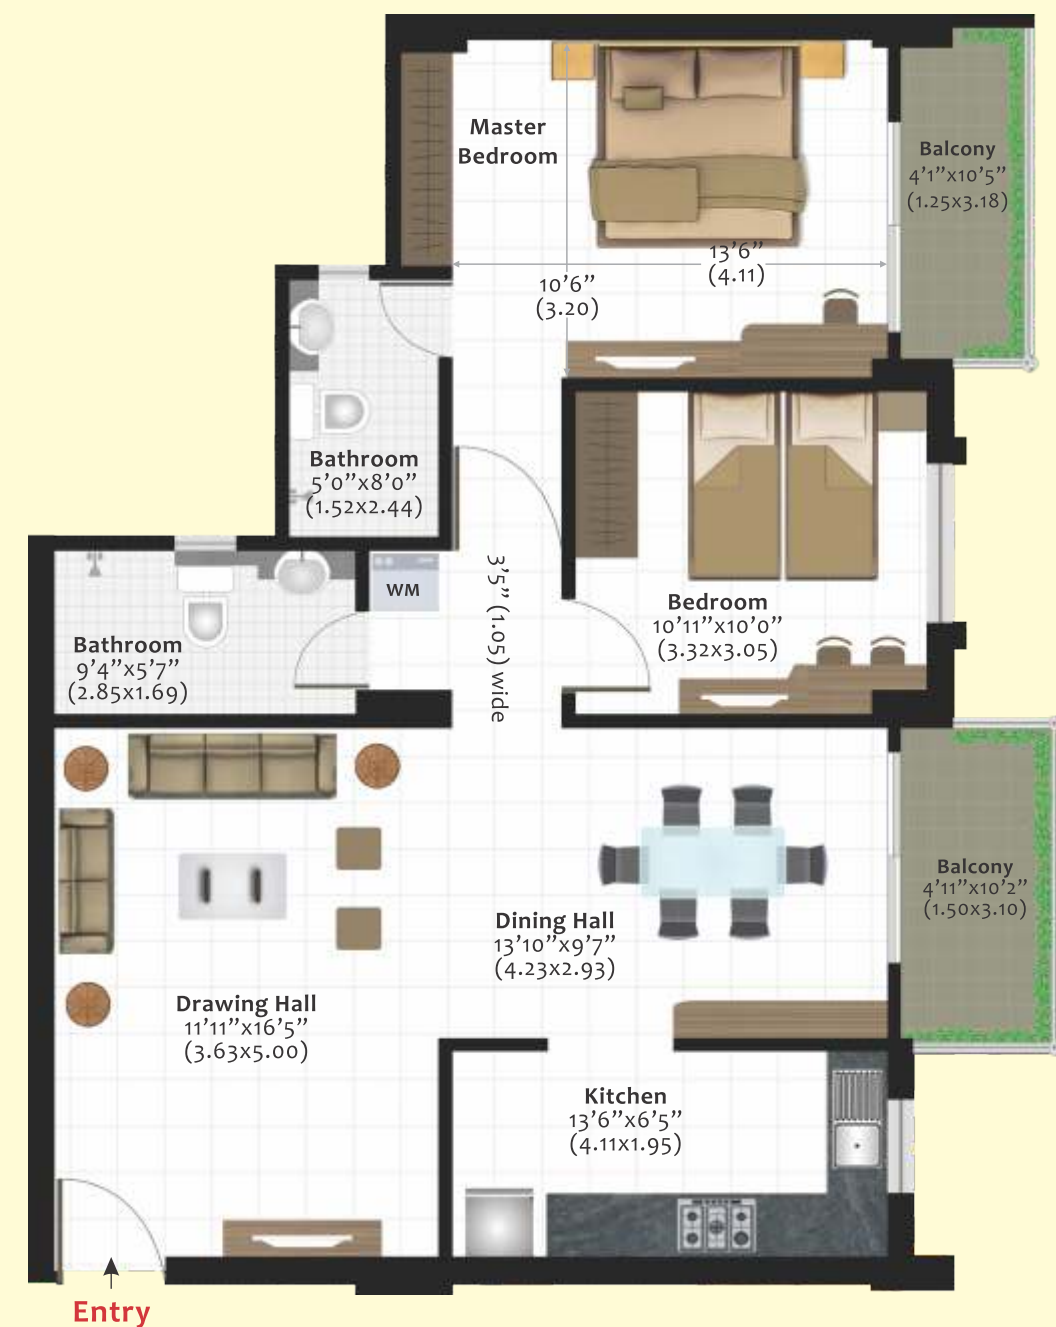 Master
Bedroom
13’6”
(4.11)
10’6”
(3.20)
Balcony
4’1”x10’5”
(1.25x3.18)
Bathroom
5’0”x8’0”
(1.52x2.44)
WM
3’5” (1.05) wide
Bedroom
10’11”x10’0”
(3.32x3.05)
Bathroom
9’4”x5’7”
(2.85x1.69)
Balcony
4’11”x10’2”
(1.50x3.10)
Dining Hall
13’10”x9’7”
(4.23x2.93)
Drawing Hall
11’11”x16’5”
(3.63x5.00)
Kitchen
13’6”x6’5”
(4.11x1.95)
Entry